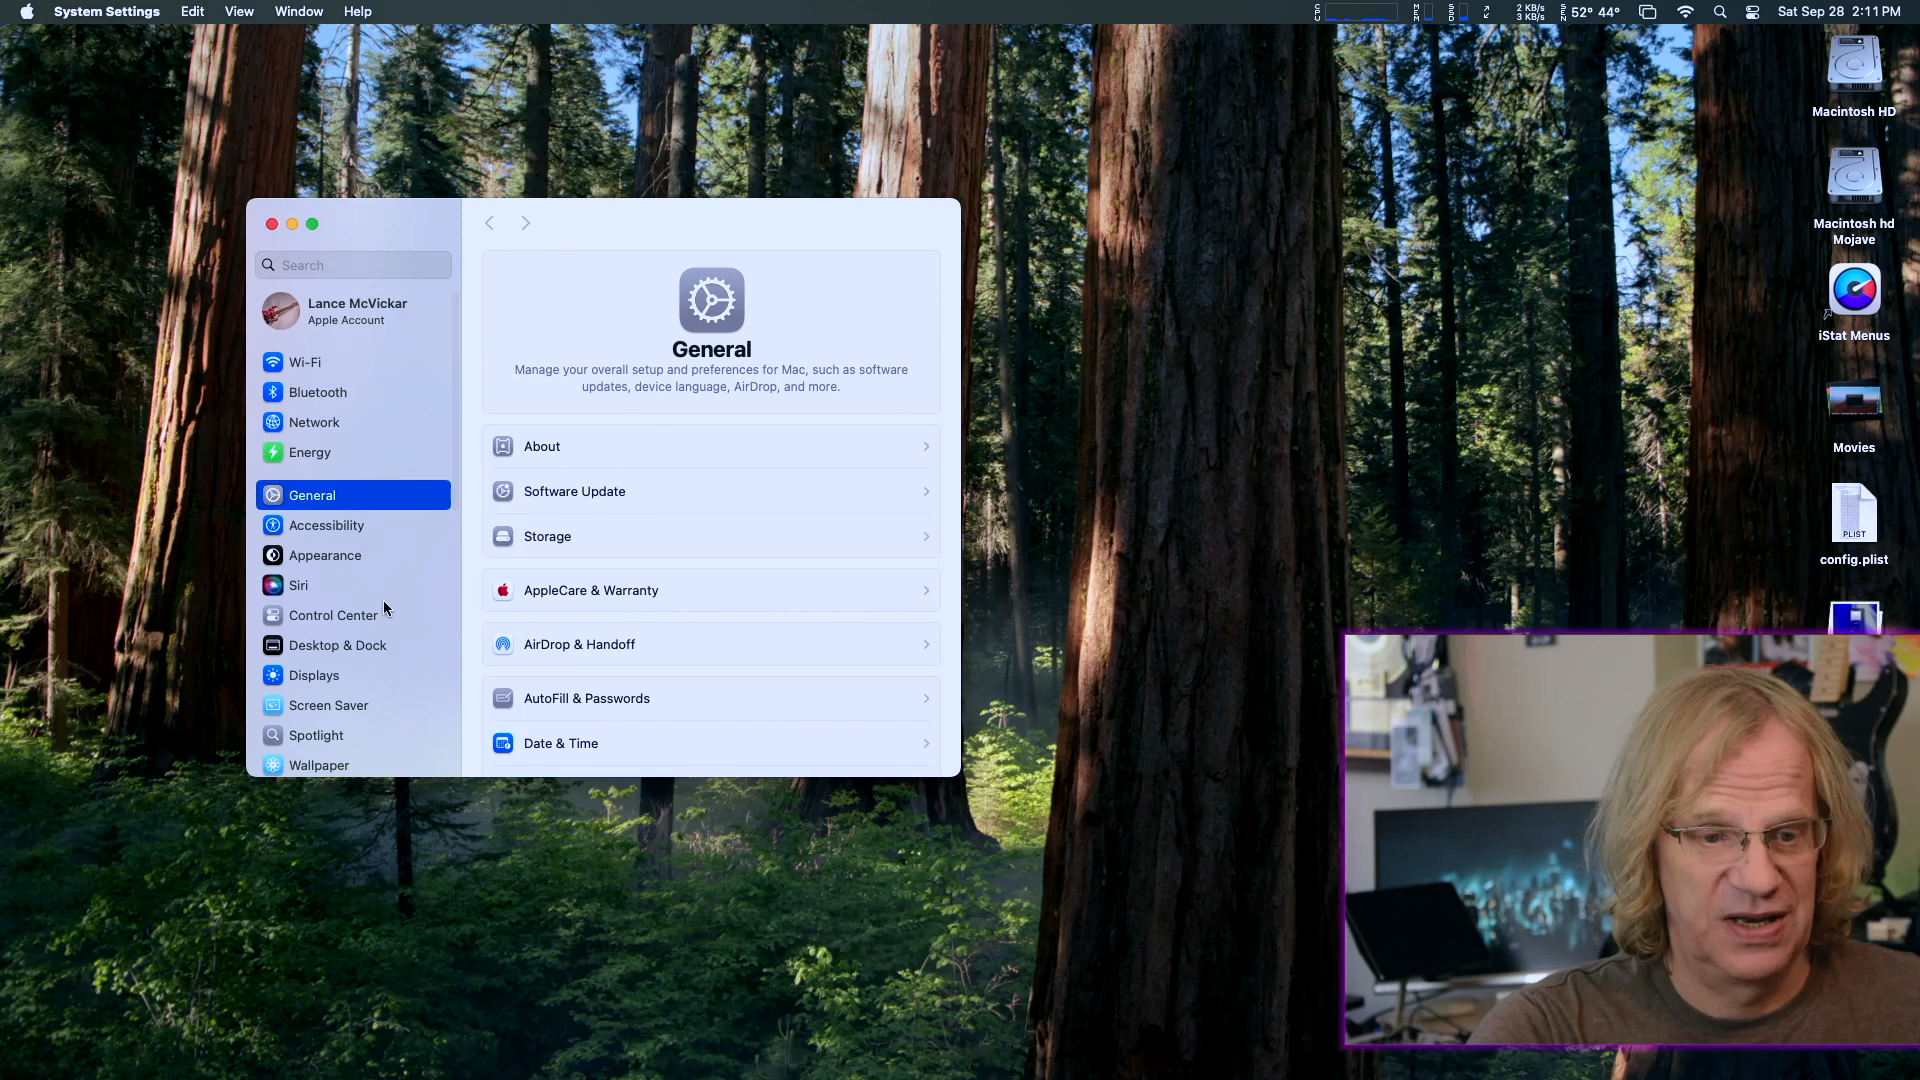 System Settings Edit View Window Help
CPU MEM SSD 2 KB/s 3 KB/s SEN 52° 44° Sat Sep 28 2:11 PM
Search
Lance McVickar
Apple Account
Wi-Fi
Bluetooth
Network
Energy
General
Accessibility
Appearance
Siri
Control Center
Desktop & Dock
Displays
Screen Saver
Spotlight
Wallpaper
General
Manage your overall setup and preferences for Mac, such as software
updates, device language, AirDrop, and more.
About
Software Update
Storage
AppleCare & Warranty
AirDrop & Handoff
AutoFill & Passwords
Date & Time
Macintosh HD
Macintosh hd
Mojave
iStat Menus
Movies
PLIST
config.plist